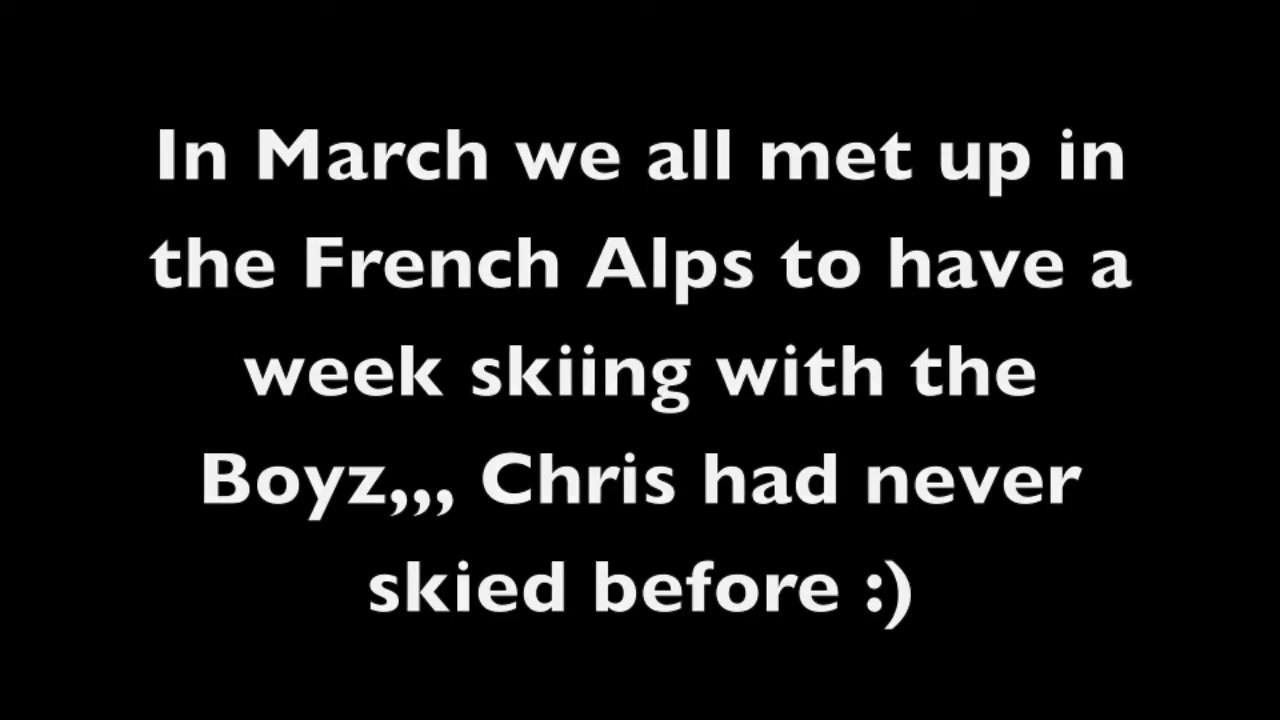 In March we all met up in
the French Alps to have a
week skiing with the
Boyz,,, Chris had never
skied before :)